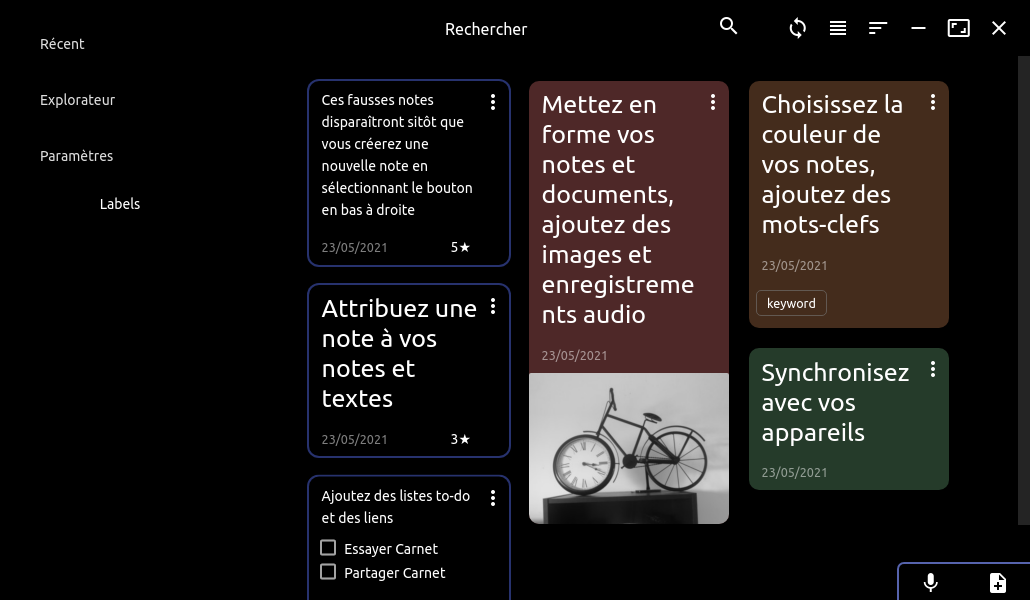 Rechercher
Récent
Explorateur
Paramètres
Labels
Ces fausses notes
disparaîtront sitôt que
vous créerez une
nouvelle note en
sélectionnant le bouton
en bas à droite
23/05/2021
5★
Attribuez une
note à vos
notes et
textes
23/05/2021
3★
Ajoutez des listes to-do
et des liens
Essayer Carnet
Partager Carnet
Mettez en
forme vos
notes et
documents,
ajoutez des
images et
enregistreme
nts audio
23/05/2021
Choisissez la
couleur de
vos notes,
ajoutez des
mots-clefs
23/05/2021
keyword
Synchronisez
avec vos
appareils
23/05/2021